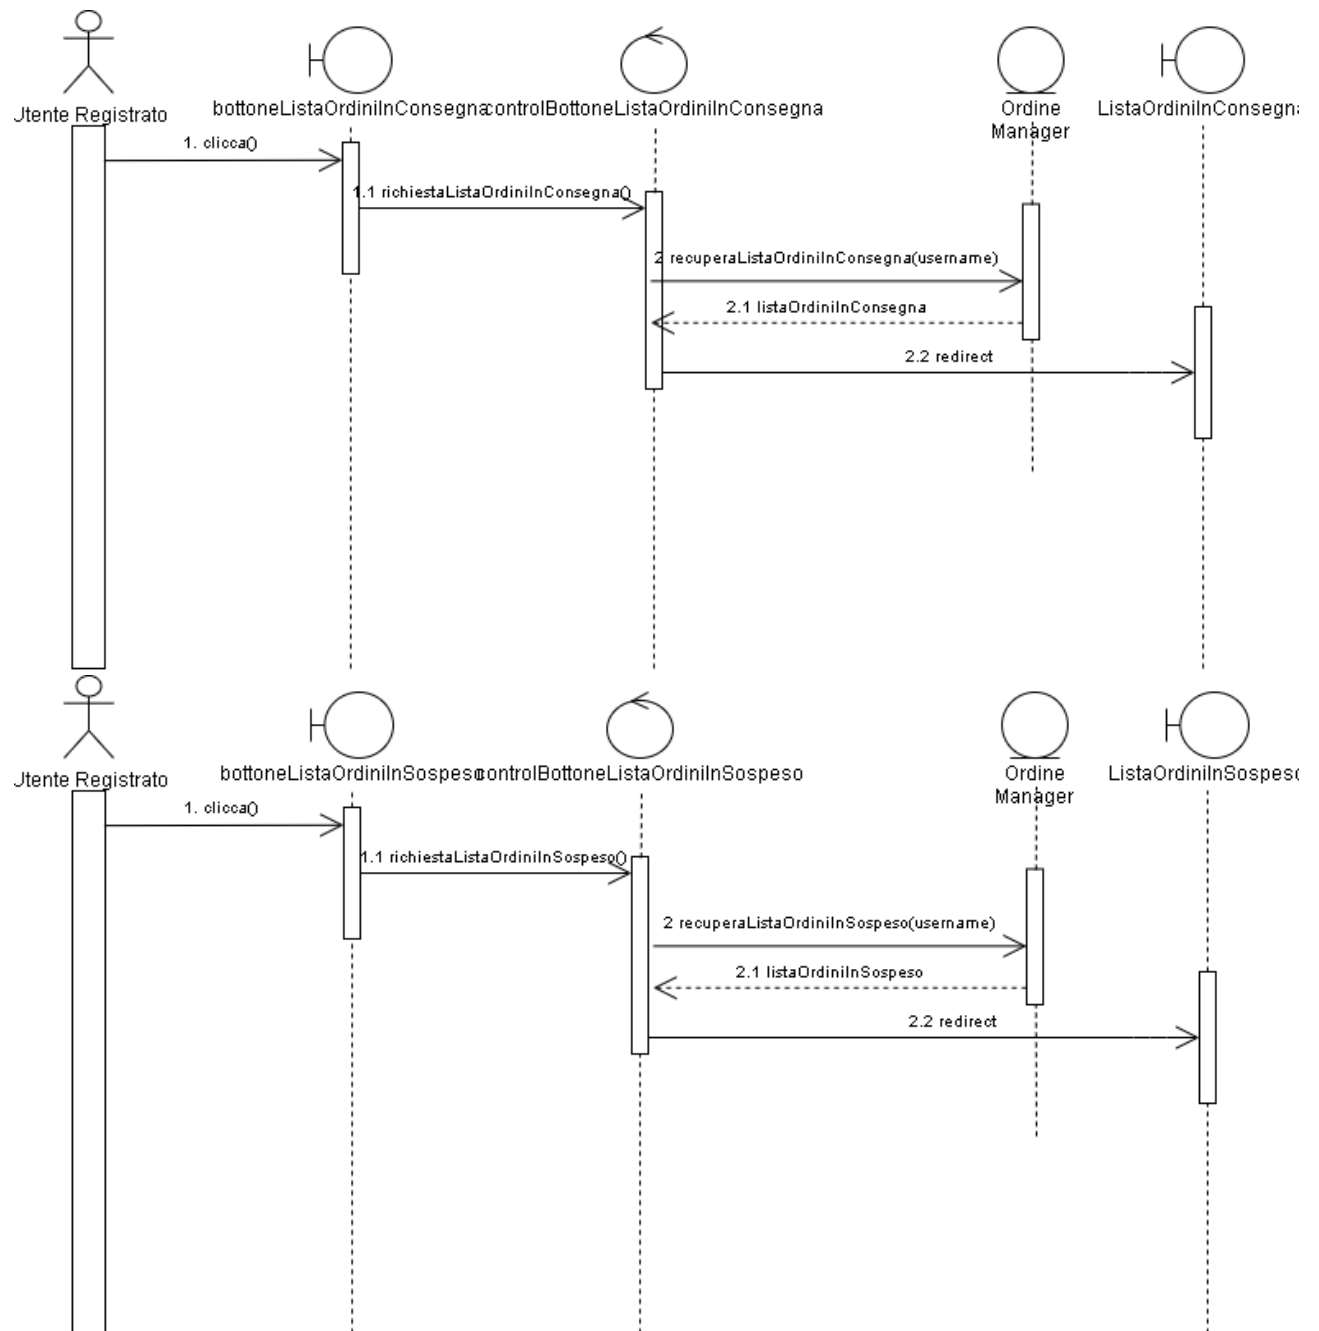 Jtente Registrato
bottoneListaOrdiniInConsegna
controlBottoneListaOrdiniInConsegna
Ordine
Manager
ListaOrdiniInConsegna
1. clicca()
1.1 richiestaListaOrdiniInConsegna()
2 recuperaListaOrdiniInConsegna(username)
2.1 listaOrdiniInConsegna
2.2 redirect
Jtente Registrato
bottoneListaOrdiniInSospeso
controlBottoneListaOrdiniInSospeso
Ordine
Manager
ListaOrdiniInSospeso
1. clicca()
1.1 richiestaListaOrdiniInSospeso()
2 recuperaListaOrdiniInSospeso(username)
2.1 listaOrdiniInSospeso
2.2 redirect